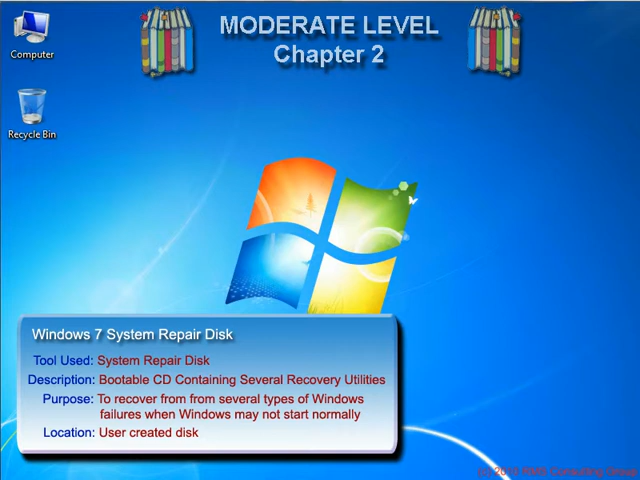 MODERATE LEVEL
Chapter 2
Computer
Recycle Bin
Windows 7 System Repair Disk
Tool Used: System Repair Disk
Description: Bootable CD Containing Several Recovery Utilities
Purpose: To recover from from several types of Windows
failures when Windows may not start normally
Location: User created disk
(c) 2010 RWS Consulting Group